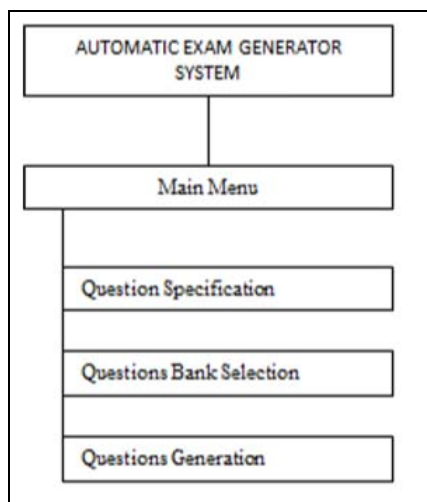 AUTOMATIC EXAM GENERATOR
SYSTEM
Main Menu
Question Specification
Questions Bank Selection
Questions Generation